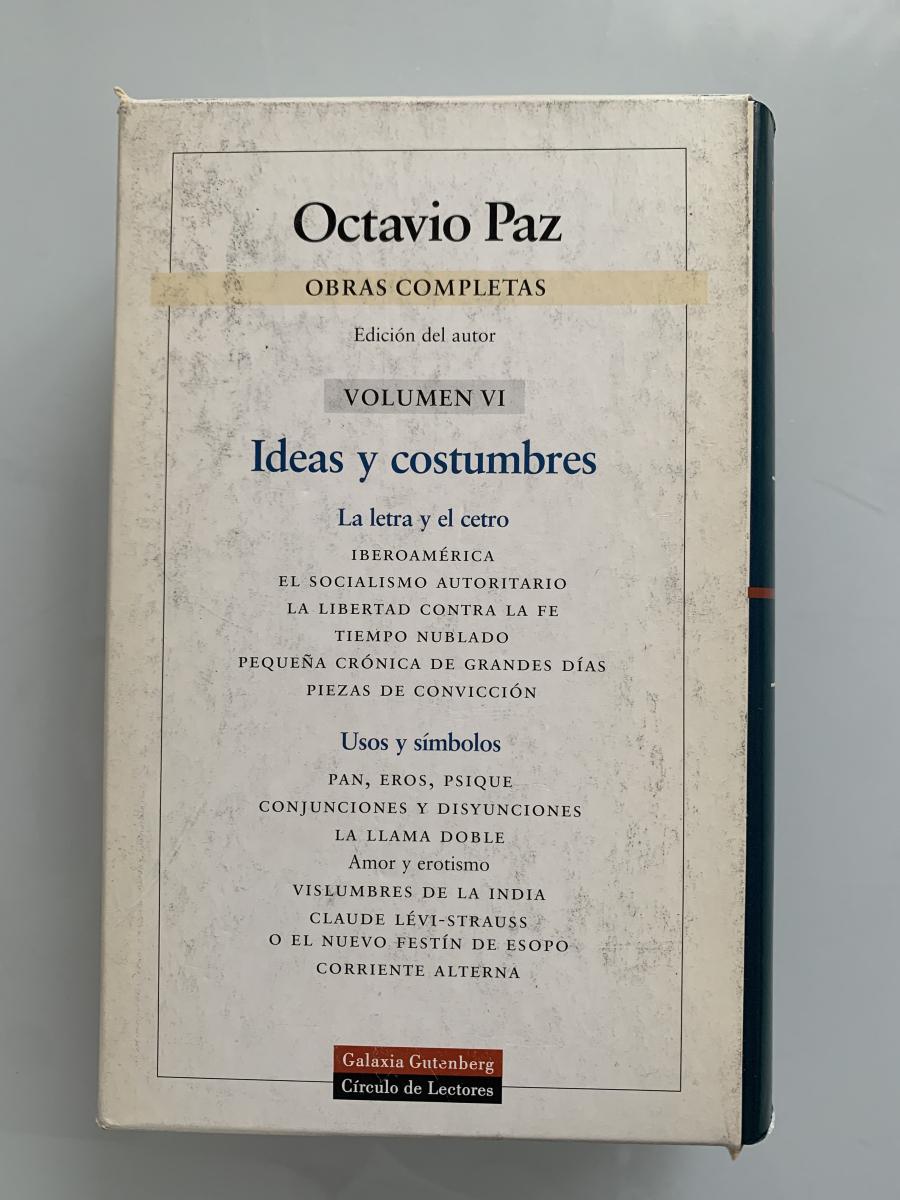 Octavio Paz
OBRAS COMPLETAS
Edición del autor
VOLUMEN VI
Ideas y costumbres
La letra y el cetro
IBEROAMÉRICA
EL SOCIALISMO AUTORITARIO
LA LIBERTAD CONTRA LA FE
TIEMPO NUBLADO
PEQUEÑA CRÓNICA DE GRANDES DÍAS
PIEZAS DE CONVICCIÓN
Usos y símbolos
PAN, EROS, PSIQUE
CONJUNCIONES Y DISYUNCIONES
LA LLAMA DOBLE
Amor y erotismo
VISLUMBRES DE LA INDIA
CLAUDE LÉVI-STRAUSS
O EL NUEVO FESTÍN DE ESOPO
CORRIENTE ALTERNA
Galaxia Gutenberg
Círculo de Lectores